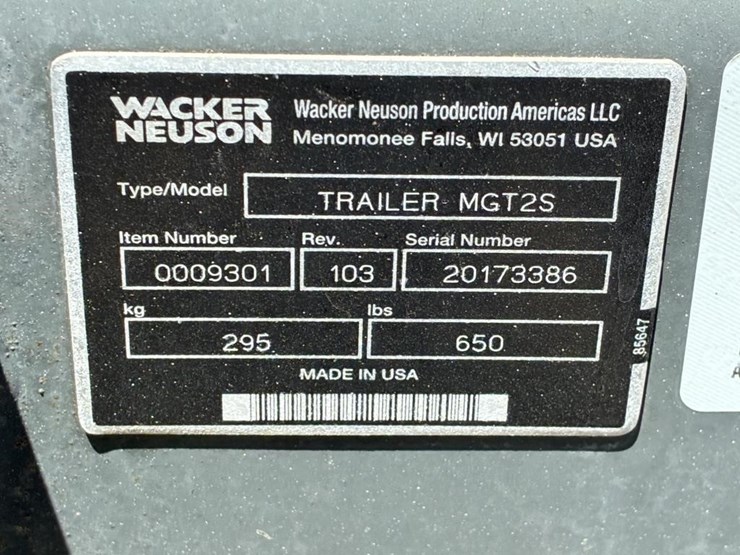 WACKER NEUSON
Wacker Neuson Production Americas LLC
Menomonee Falls, WI 53051 USA
Type/Model TRAILER MGT2S
Item Number Rev. Serial Number
0009301 103 20173386
kg lbs
295 650
85647
MADE IN USA